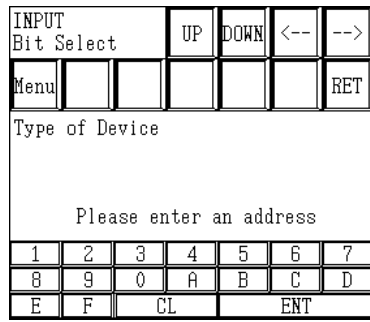 INPUT
Bit Select
UP DOWN <-- -->
Menu RET
Type of Device
Please enter an address
1 2 3 4 5 6 7
8 9 0 A B C D
E F CL ENT